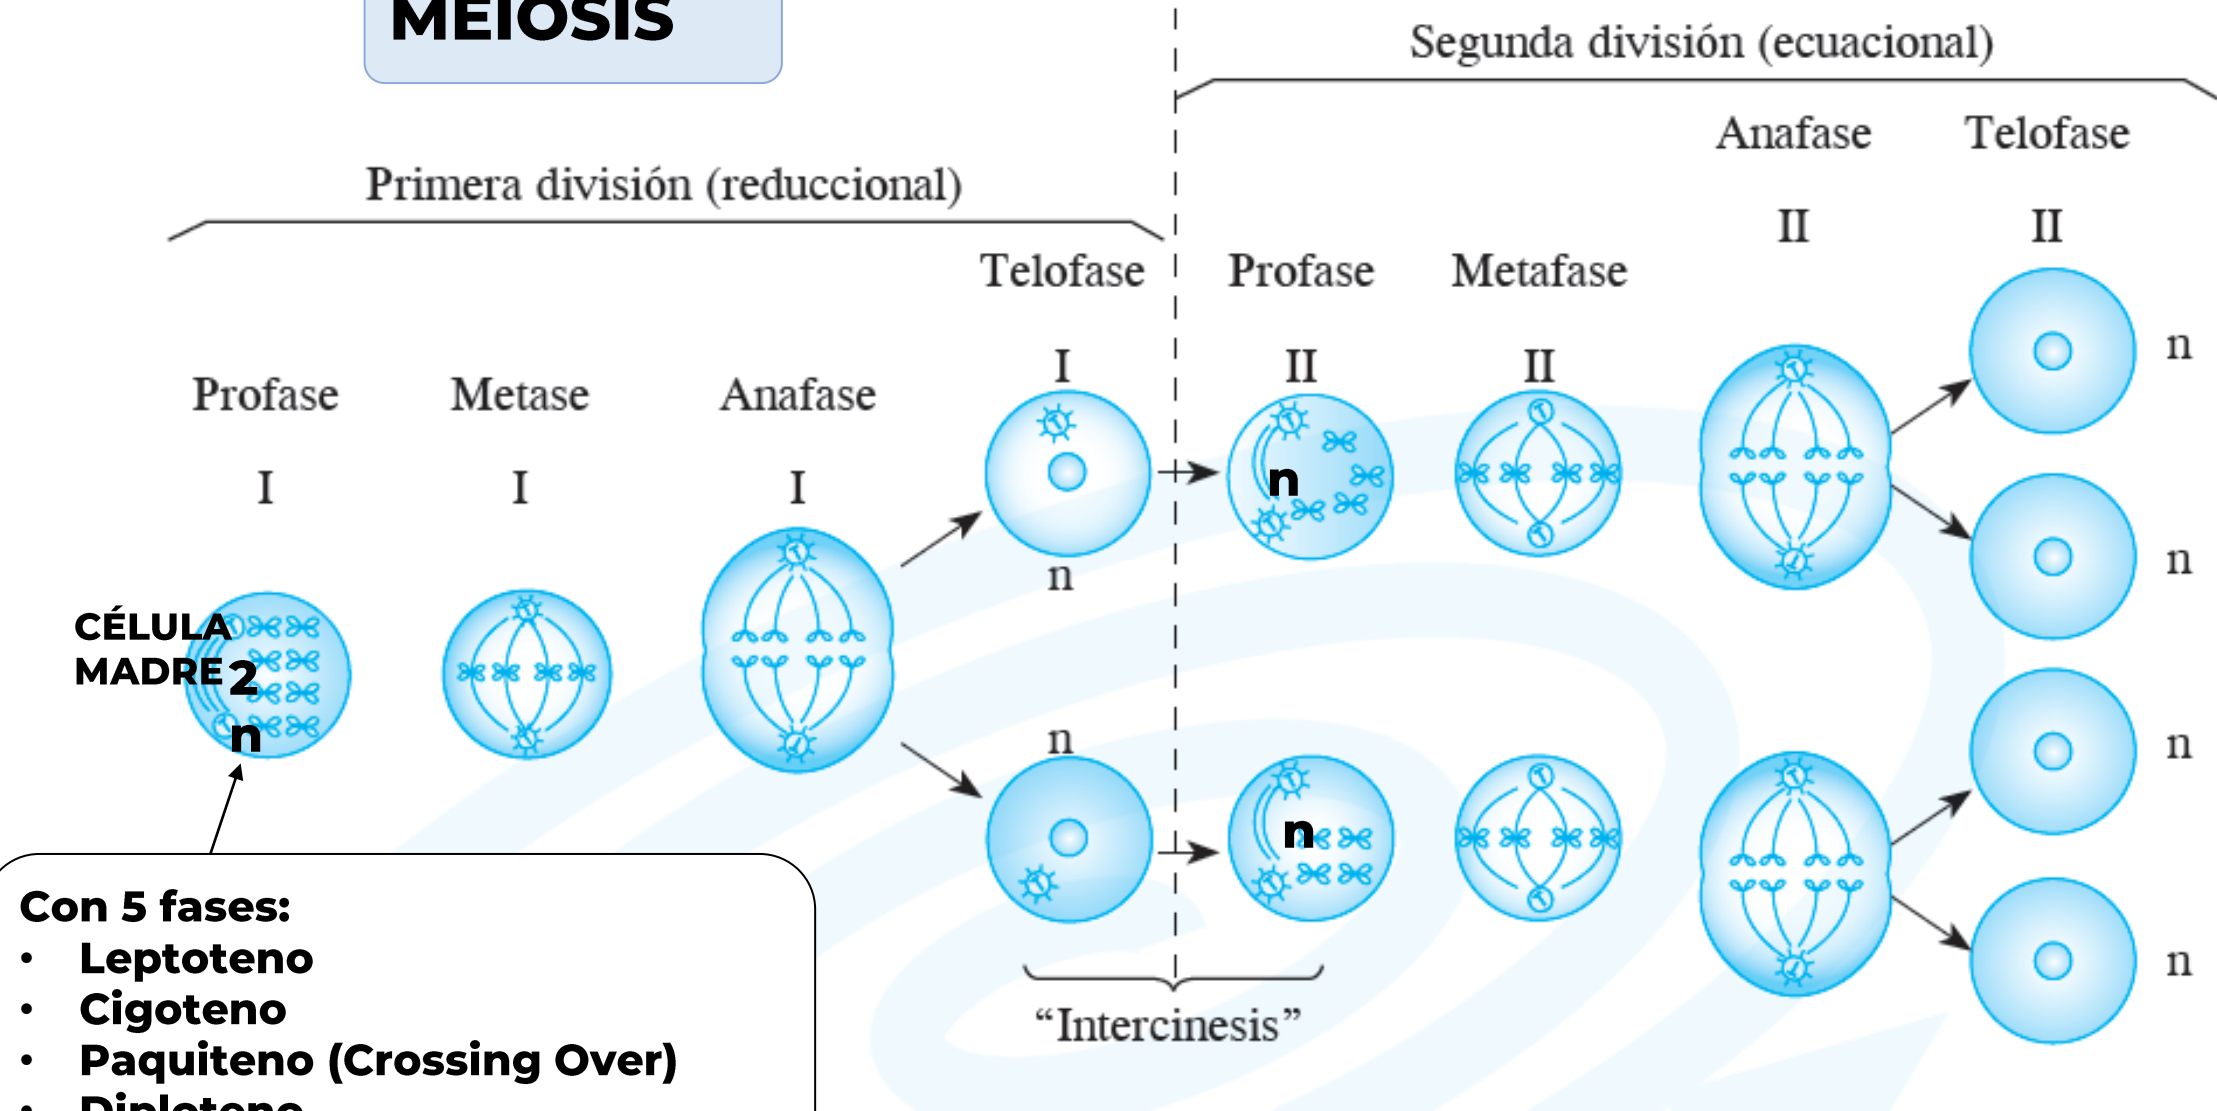 MEIOSIS
Segunda división (ecuacional)
Primera división (reduccional)
Anafase
II
Telofase
II
Telofase
I
Profase
II
Metafase
II
Profase
I
Metase
I
Anafase
I
n
n
n
n
n
n
n
n
CÉLULA
MADRE
2
n
"Intercinesis"
Con 5 fases:
• Leptoteno
• Cigoteno
• Paquiteno (Crossing Over)
• Diploteno